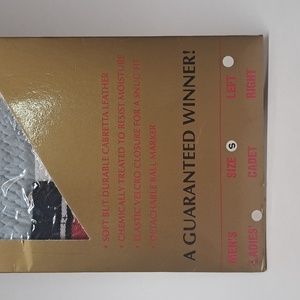 • SOFT BUT DURABLE CABRETTA LEATHER
• CHEMICALLY TREATED TO RESIST MOISTURE
• ELASTIC/VELCRO CLOSURE FOR A SNUG FIT
• DETACHABLE BALL MARKER
A GUARANTEED WINNER!
MEN'S SIZE S LEFT
LADIES' CADET RIGHT